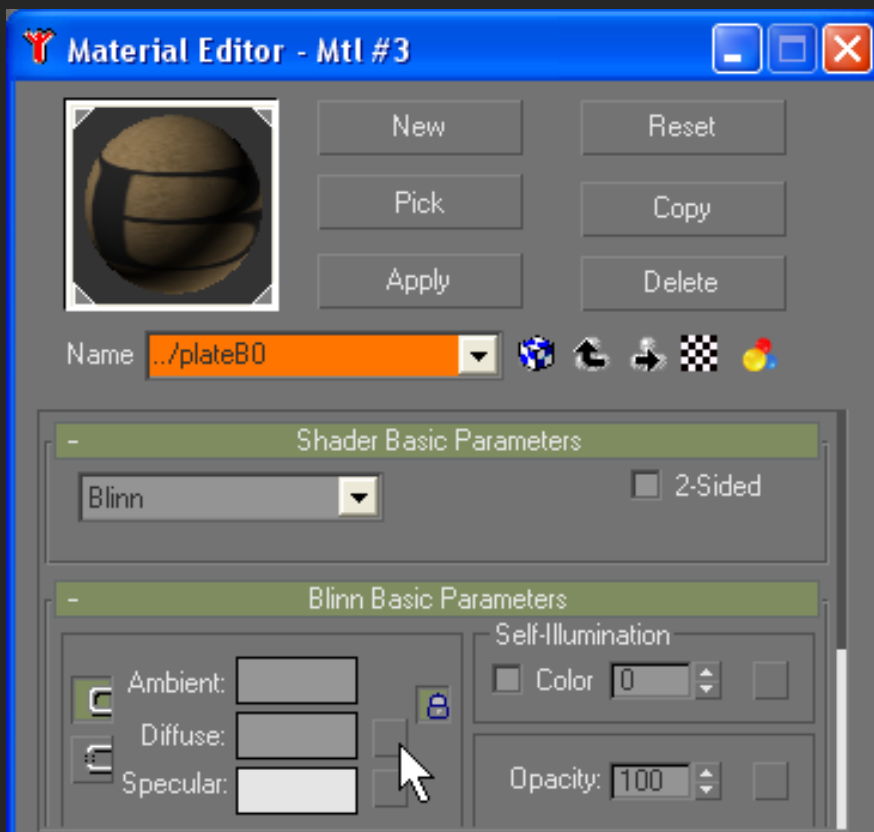 Material Editor - Mtl #3
New
Reset
Pick
Copy
Apply
Delete
Name ../plateB0
- Shader Basic Parameters
Blinn
2-Sided
- Blinn Basic Parameters
Self-Illumination
Ambient:
Color 0
Diffuse:
Specular:
Opacity: 100